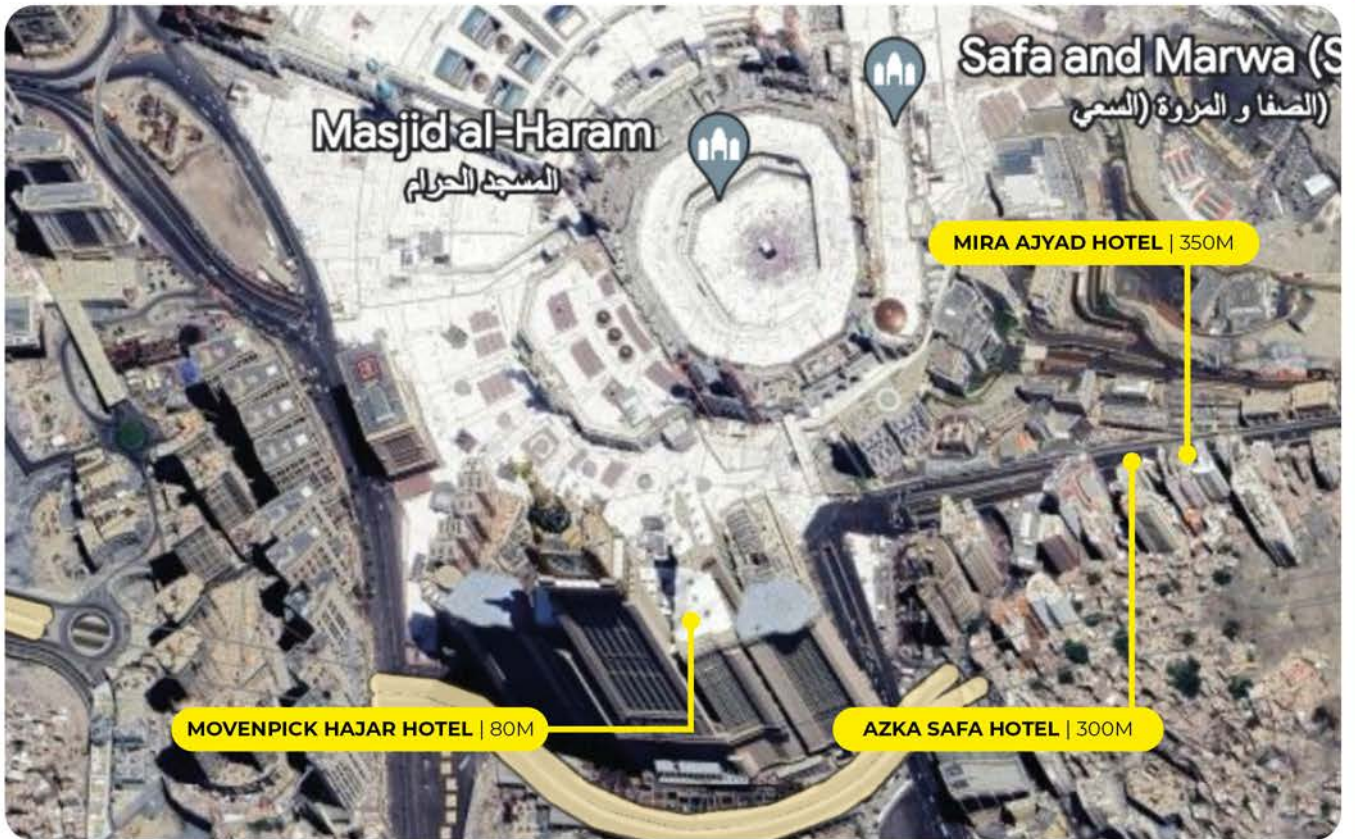 Safa and Marwa (S
الصفا و المروة (السعي)
Masjid al-Haram
المسجد الحرام
MIRA AJYAD HOTEL | 350M
MOVENPICK HAJAR HOTEL | 80M
AZKA SAFA HOTEL | 300M